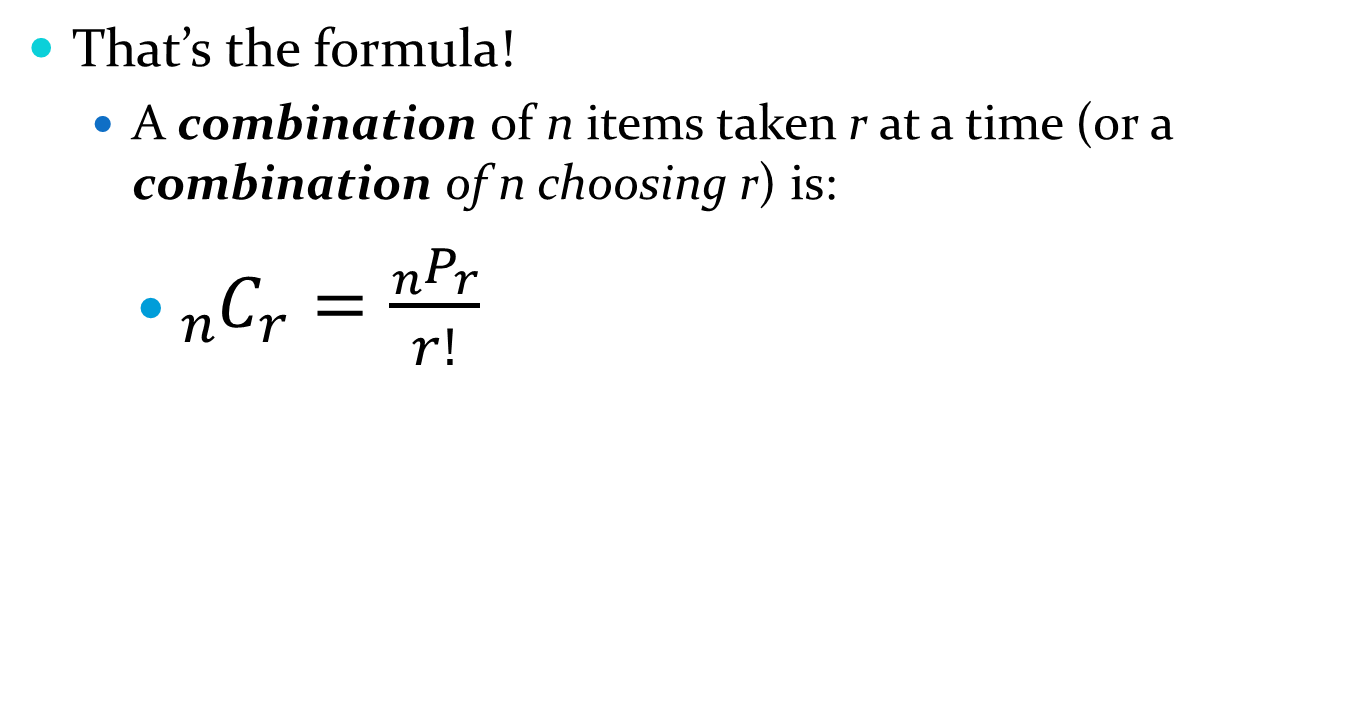 • That’s the formula!
• A combination of n items taken r at a time (or a
combination of n choosing r) is:
• ₙCᵣ = ₙPᵣ / r!